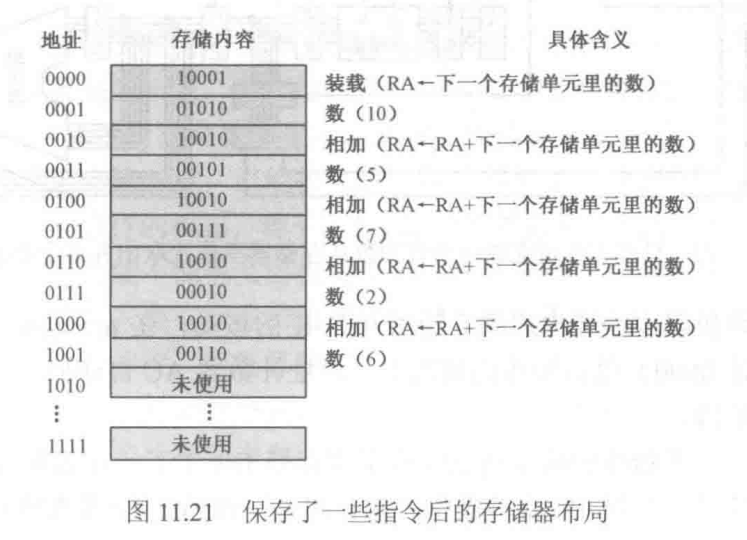 地址 存储内容 具体含义
0000 10001 装载（RA←下一个存储单元里的数）
0001 01010 数（10）
0010 10010 相加（RA←RA+下一个存储单元里的数）
0011 00101 数（5）
0100 10010 相加（RA←RA+下一个存储单元里的数）
0101 00111 数（7）
0110 10010 相加（RA←RA+下一个存储单元里的数）
0111 00010 数（2）
1000 10010 相加（RA←RA+下一个存储单元里的数）
1001 00110 数（6）
1010 未使用
⋮ ⋮
1111 未使用
图 11.21 保存了一些指令后的存储器布局